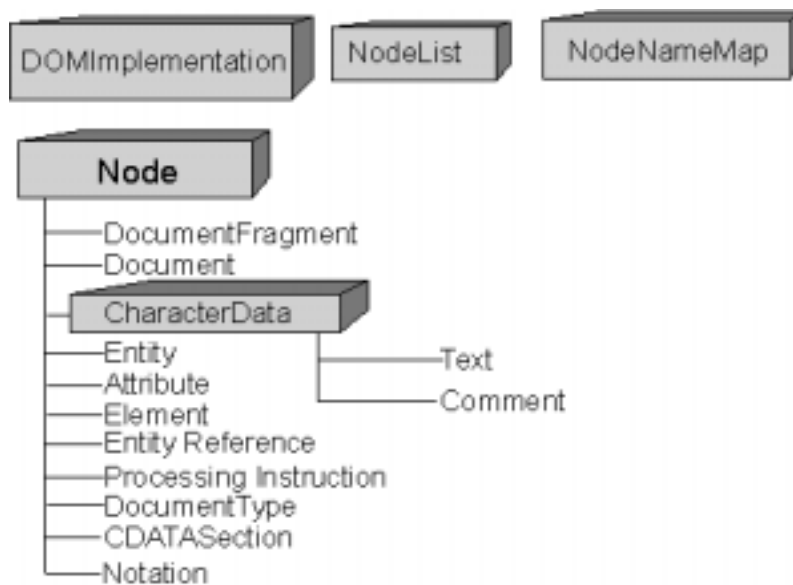 DOMImplementation
NodeList
NodeNameMap
Node
DocumentFragment
Document
CharacterData
Entity
Text
Attribute
Comment
Element
Entity Reference
Processing Instruction
DocumentType
CDATASection
Notation